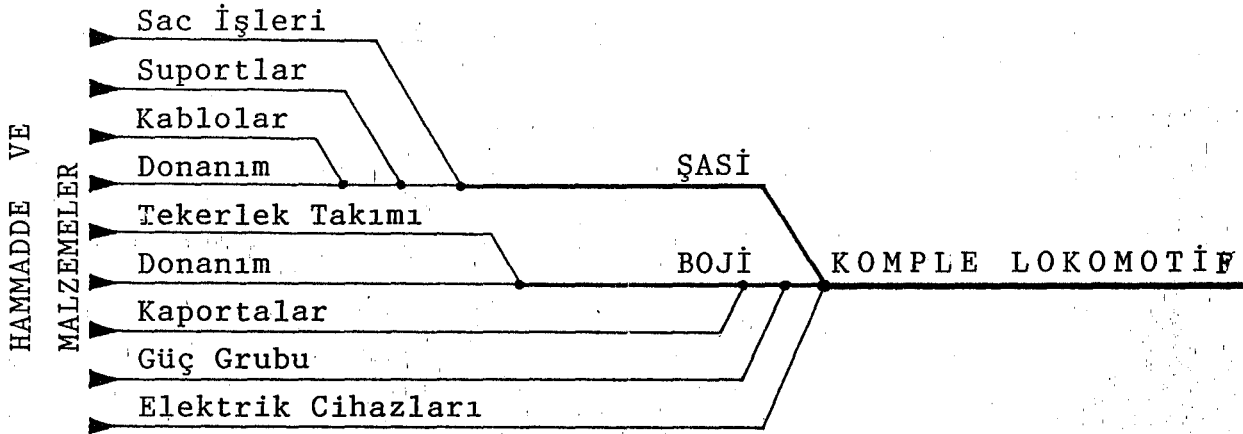 HAMMADDE VE
MALZEMELER
Sac İşleri
Suportlar
Kablolar
Donanım
Tekerlek Takımı
Donanım
Kaportalar
Güç Grubu
Elektrik Cihazları
ŞASİ
BOJİ
KOMPLE LOKOMOTİF